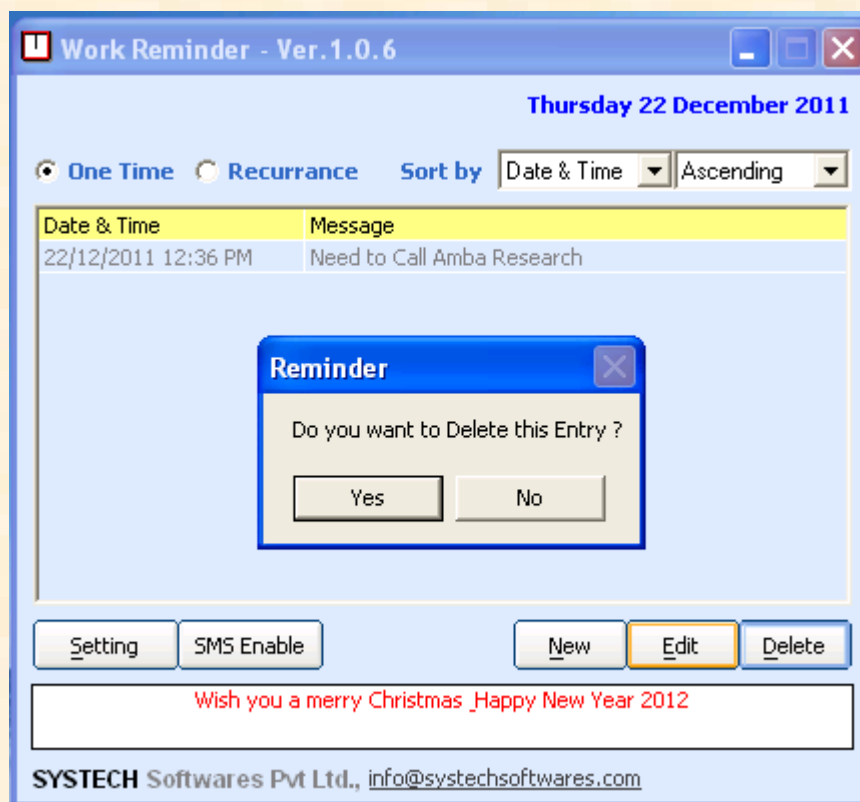 Work Reminder - Ver.1.0.6
Thursday 22 December 2011
One Time Recurrance Sort by Date & Time Ascending
Date & Time Message
22/12/2011 12:36 PM Need to Call Amba Research
Reminder
Do you want to Delete this Entry ?
Yes No
Setting SMS Enable New Edit Delete
Wish you a merry Christmas _Happy New Year 2012
SYSTECH Softwares Pvt Ltd., info@systechsoftwares.com